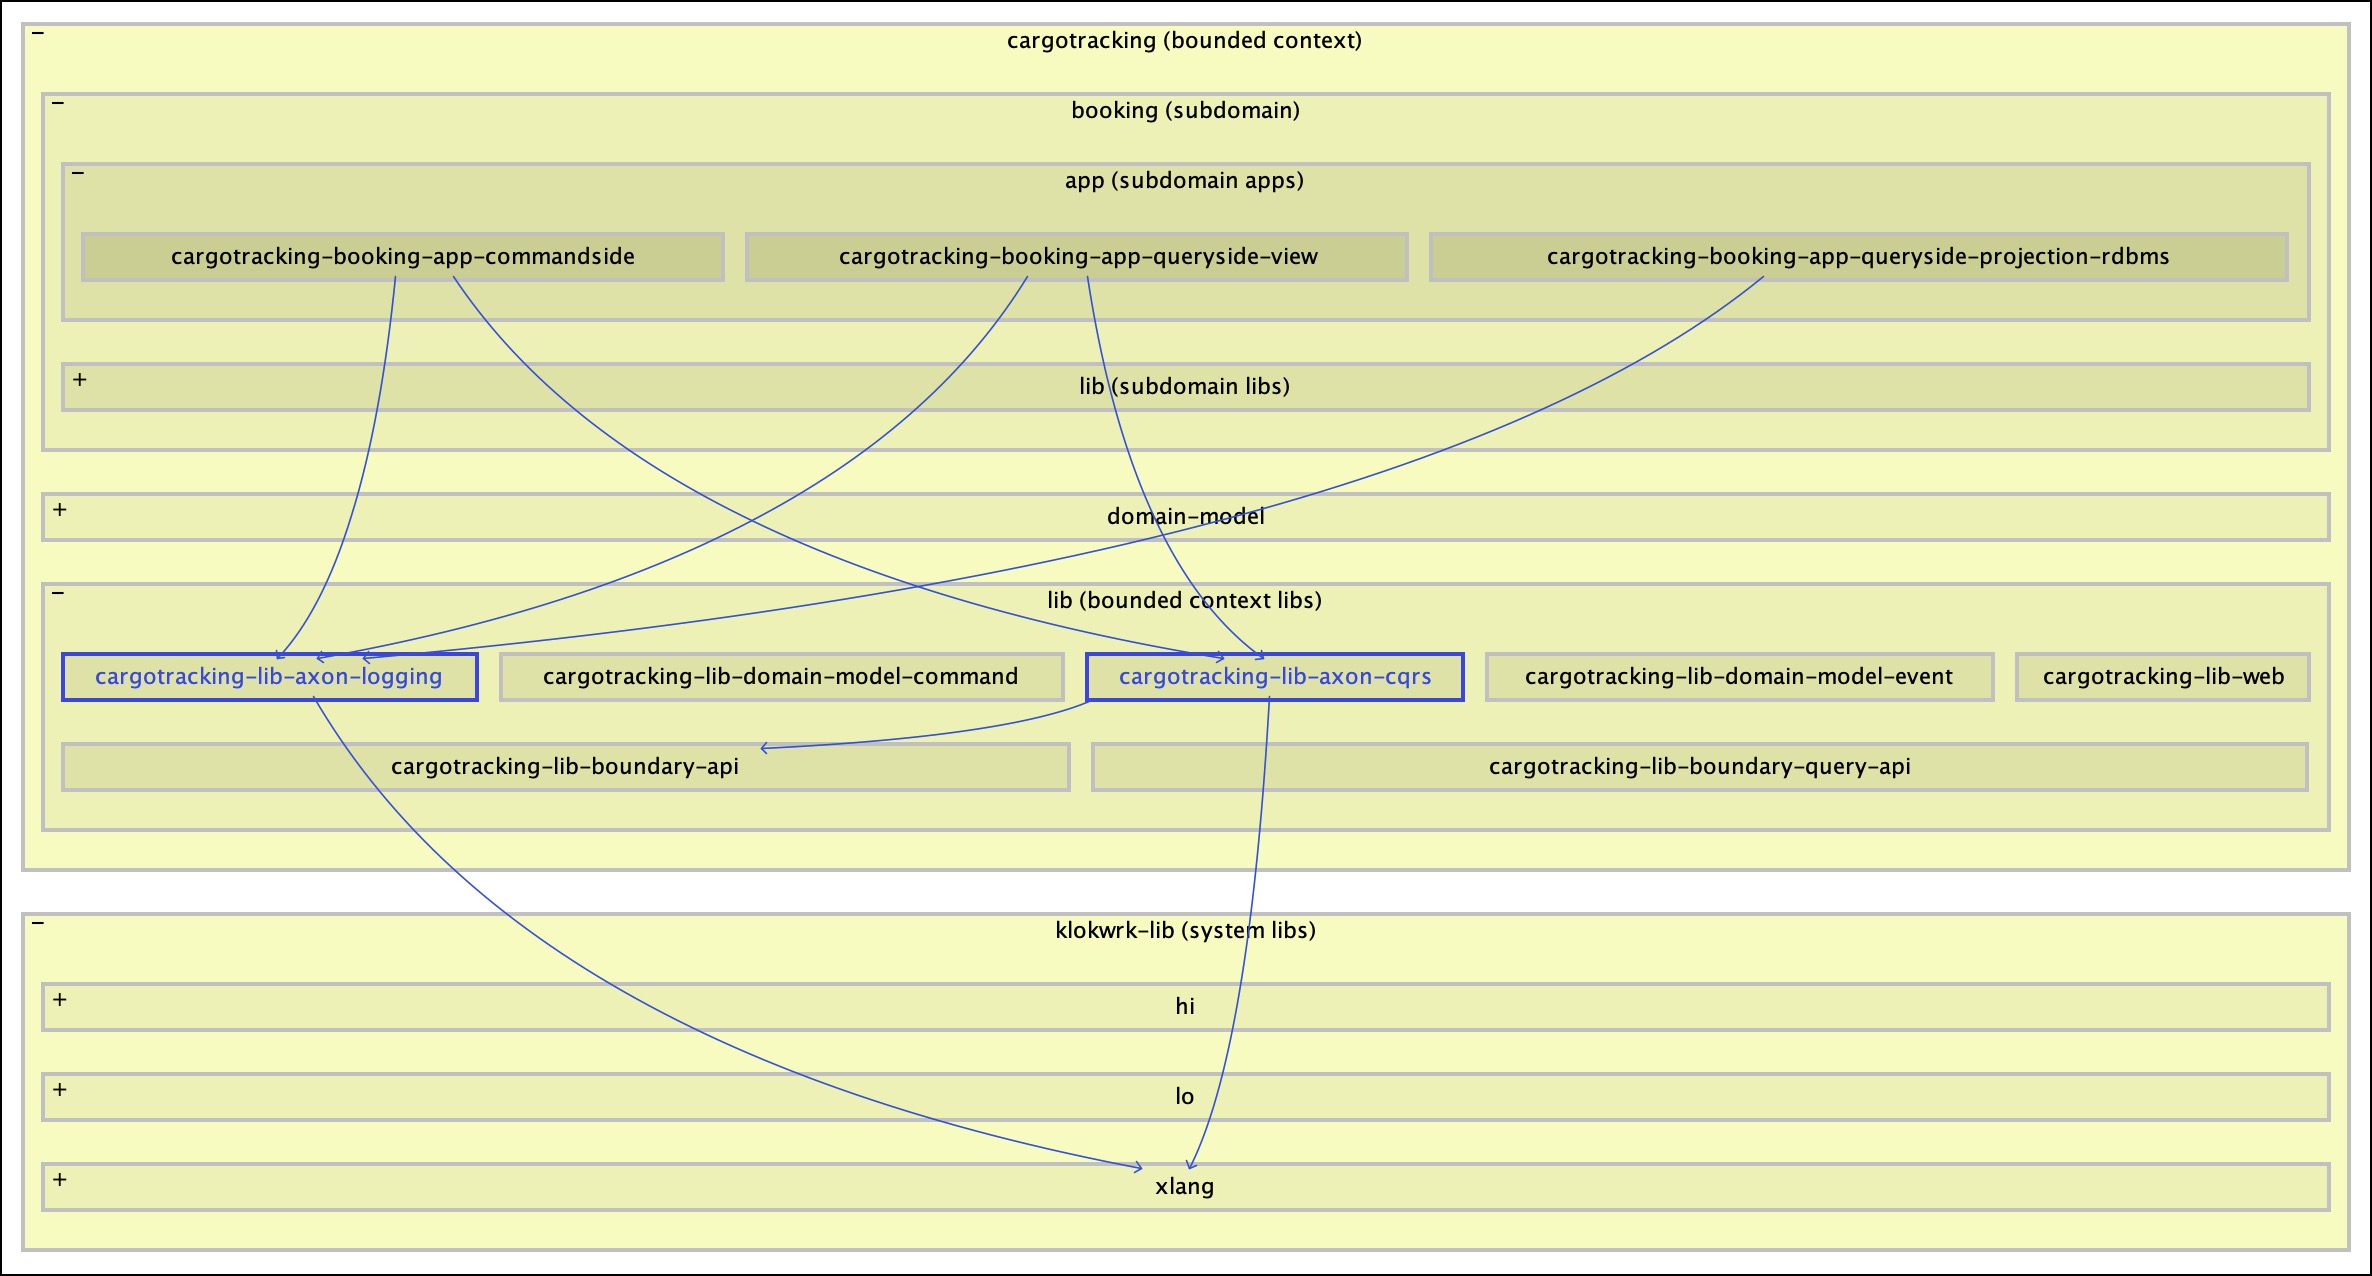 −
cargotracking (bounded context)
−
booking (subdomain)
−
app (subdomain apps)
cargotracking-booking-app-commandside
cargotracking-booking-app-queryside-view
cargotracking-booking-app-queryside-projection-rdbms
+
lib (subdomain libs)
+
domain-model
−
lib (bounded context libs)
cargotracking-lib-axon-logging
cargotracking-lib-domain-model-command
cargotracking-lib-axon-cqrs
cargotracking-lib-domain-model-event
cargotracking-lib-web
cargotracking-lib-boundary-api
cargotracking-lib-boundary-query-api
−
klokwrk-lib (system libs)
+
hi
+
lo
+
xlang